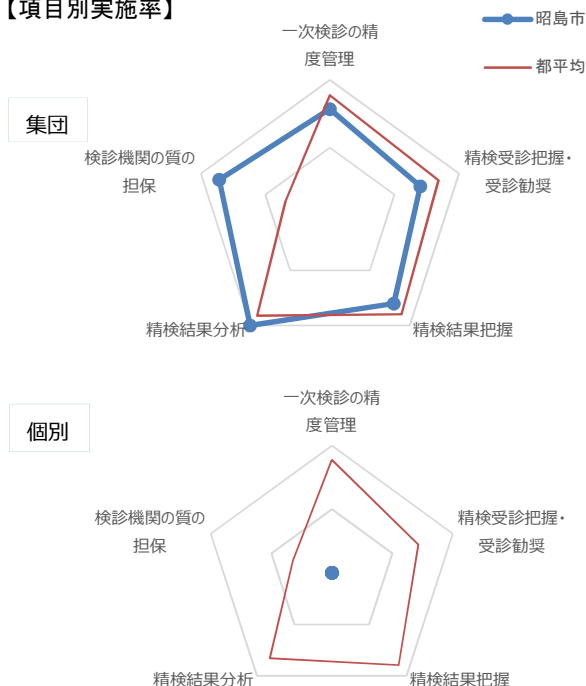 【項目別実施率】
昭島市
都平均
集団
一次検診の精
度管理
精検受診把握・
受診勧奨
精検結果把握
精検結果分析
検診機関の質の
担保
個別
一次検診の精
度管理
精検受診把握・
受診勧奨
精検結果把握
精検結果分析
検診機関の質の
担保